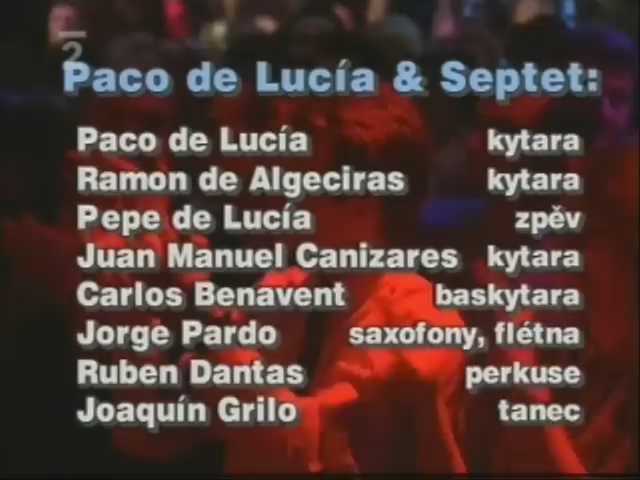 2
Paco de Lucía & Septet:
Paco de Lucía kytara
Ramon de Algeciras kytara
Pepe de Lucía zpěv
Juan Manuel Canizares kytara
Carlos Benavent baskytara
Jorge Pardo saxofony, flétna
Ruben Dantas perkuse
Joaquín Grilo tanec